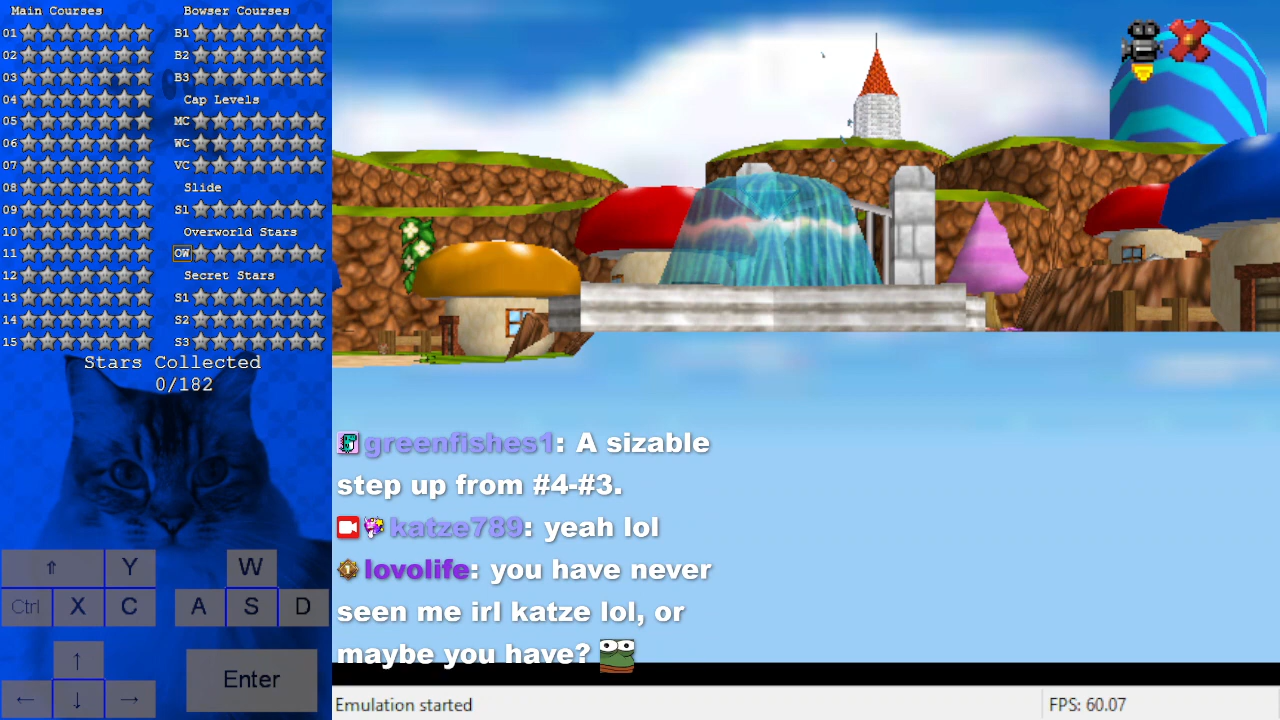 Main Courses
Bowser Courses
01
B1
02
B2
03
B3
04
Cap Levels
05
MC
06
WC
07
VC
08
Slide
09
S1
10
Overworld Stars
11
OW
12
Secret Stars
13
S1
14
S2
15
S3
Stars Collected
0/182
greenfishes1: A sizable
step up from #4-#3.
katze789: yeah lol
lovolife: you have never
seen me irl katze lol, or
maybe you have?
⇑ Y W
Ctrl X C A S D
↑
Enter
← ↓ →
Emulation started
FPS: 60.07